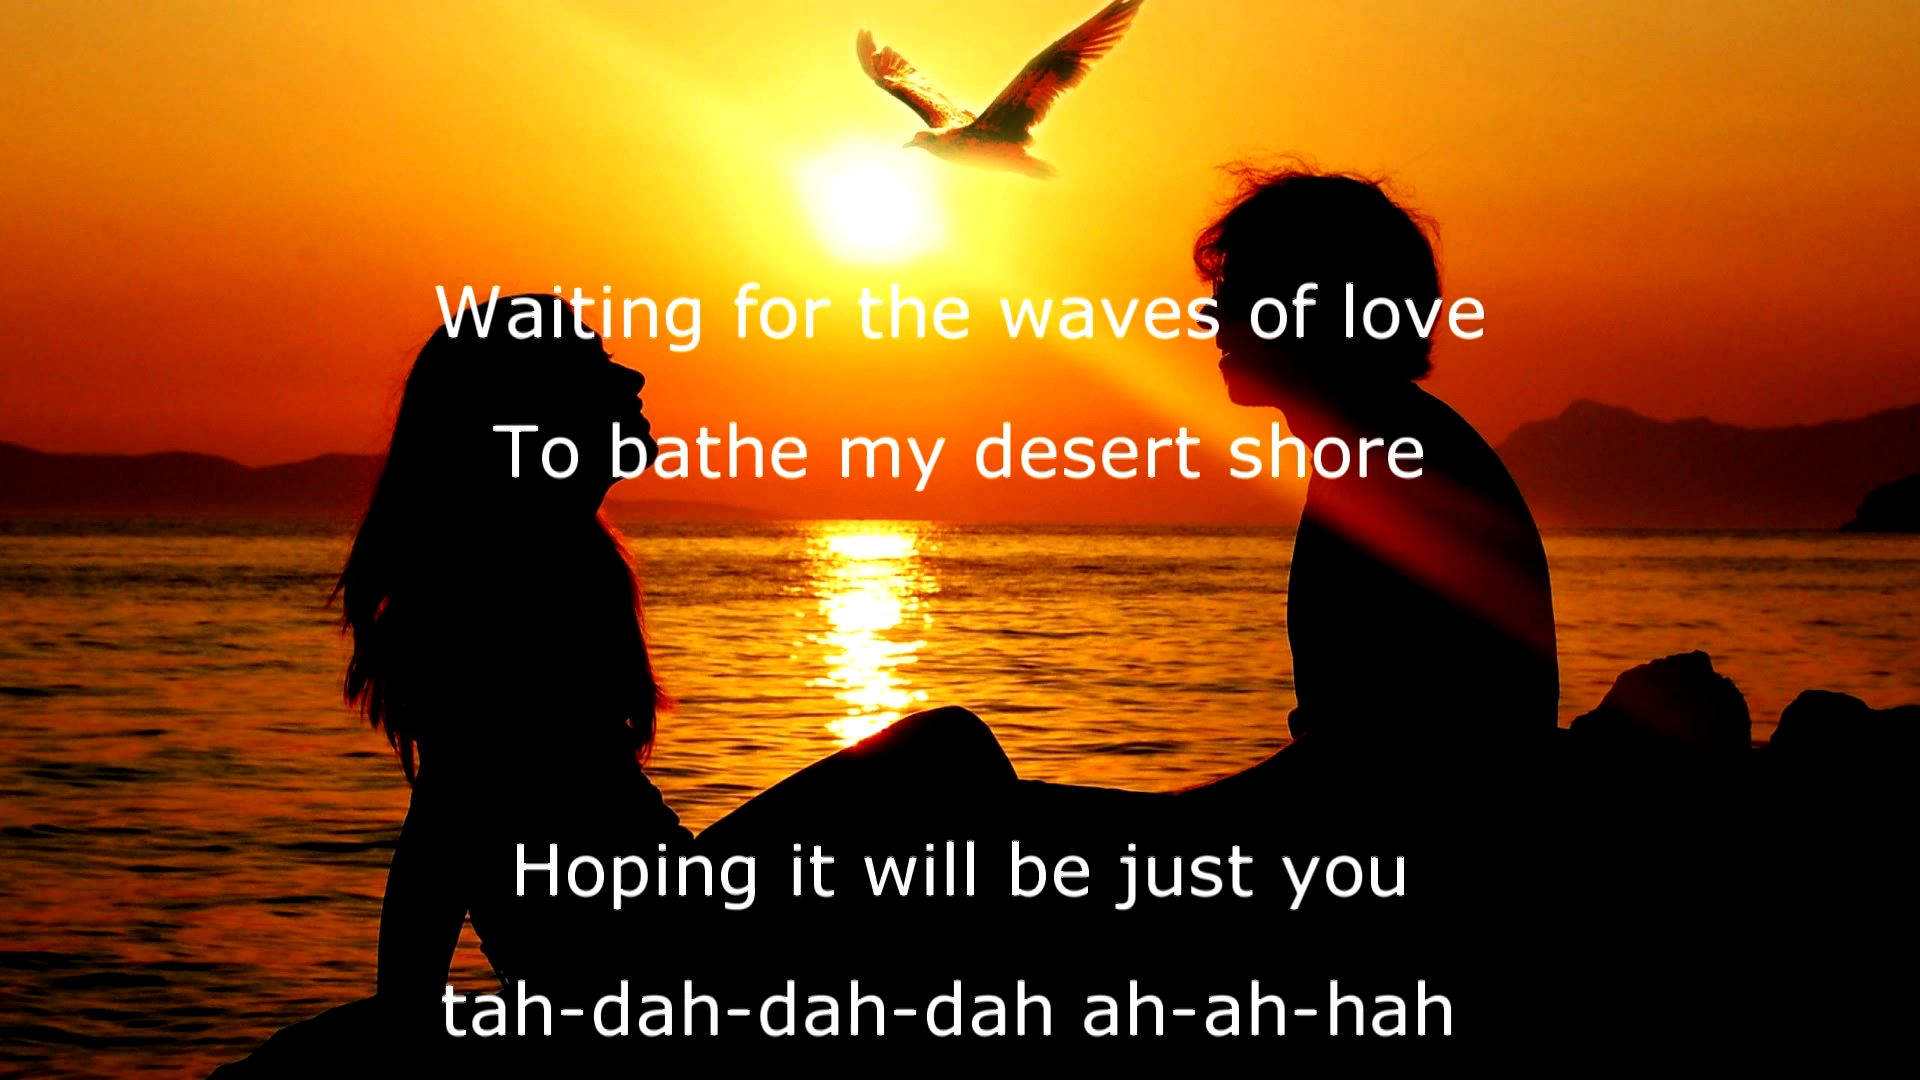 Waiting for the waves of love
To bathe my desert shore
Hoping it will be just you
tah-dah-dah-dah ah-ah-hah